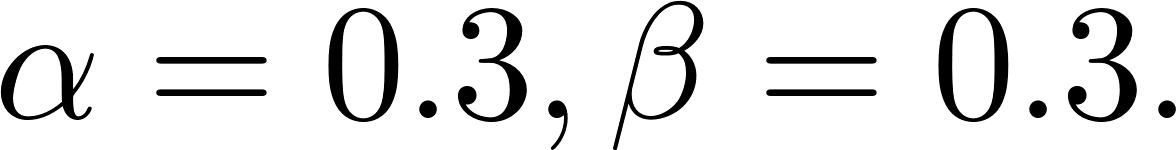 α = 0.3, β = 0.3.